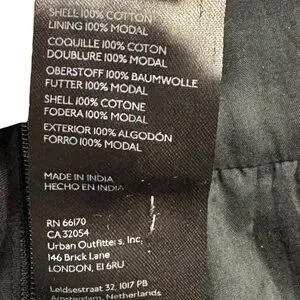 SHELL 100% COTTON
LINING 100% MODAL
COQUILLE 100% COTON
DOUBLURE 100% MODAL
OBERSTOFF 100% BAUMWOLLE
FUTTER 100% MODAL
SHELL 100% COTONE
FODERA 100% MODAL
EXTERIOR 100% ALGODÓN
FORRO 100% MODAL
MADE IN INDIA
HECHO EN INDIA
RN 66170
CA 32054
Urban Outfitters, Inc.
146 Brick Lane
LONDON, E1 6RU
Leidsestraat 32, 1017 PB
Amsterdam, Netherlands